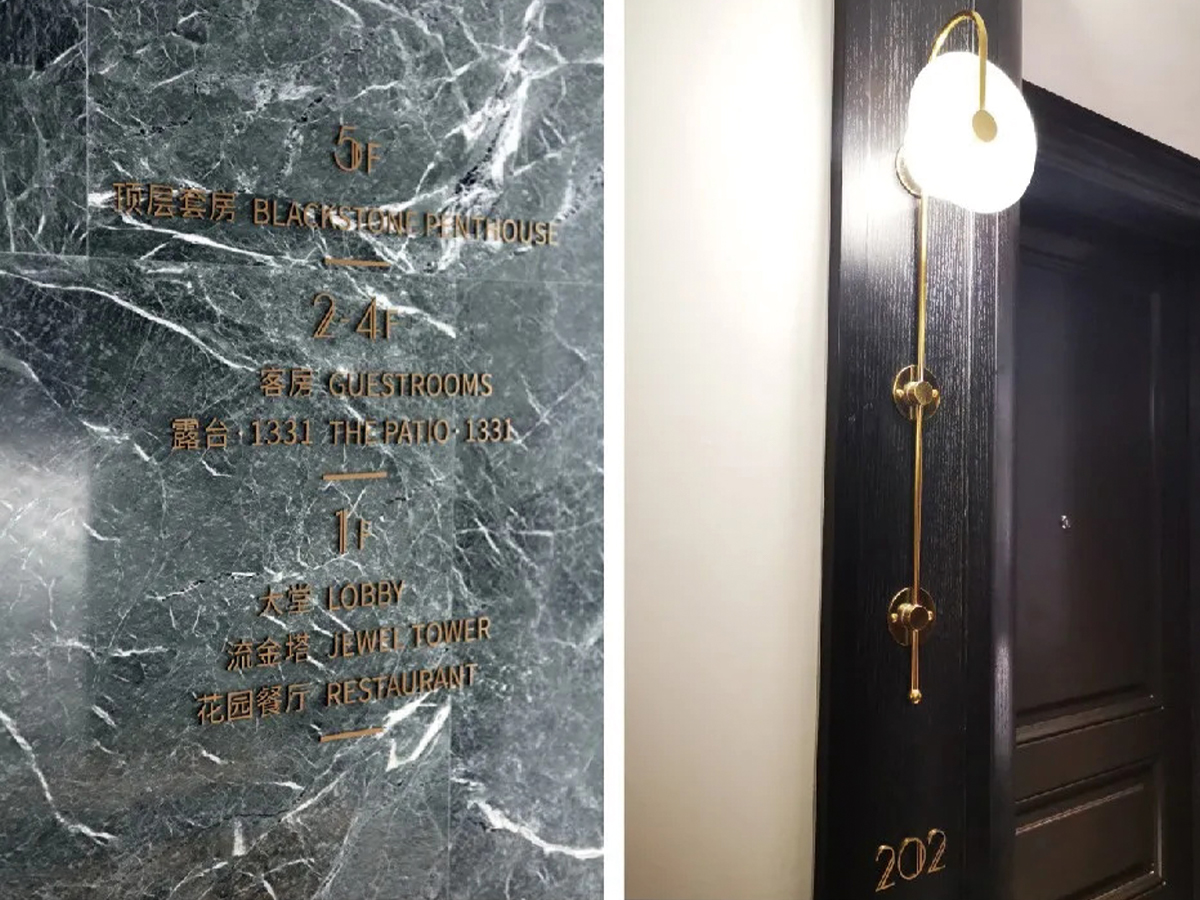 5F
顶层套房 BLACKSTONE PENTHOUSE
2-4F
客房 GUESTROOMS
露台·1331 THE PATIO·1331
1F
大堂 LOBBY
流金塔 JEWEL TOWER
花园餐厅 RESTAURANT
202